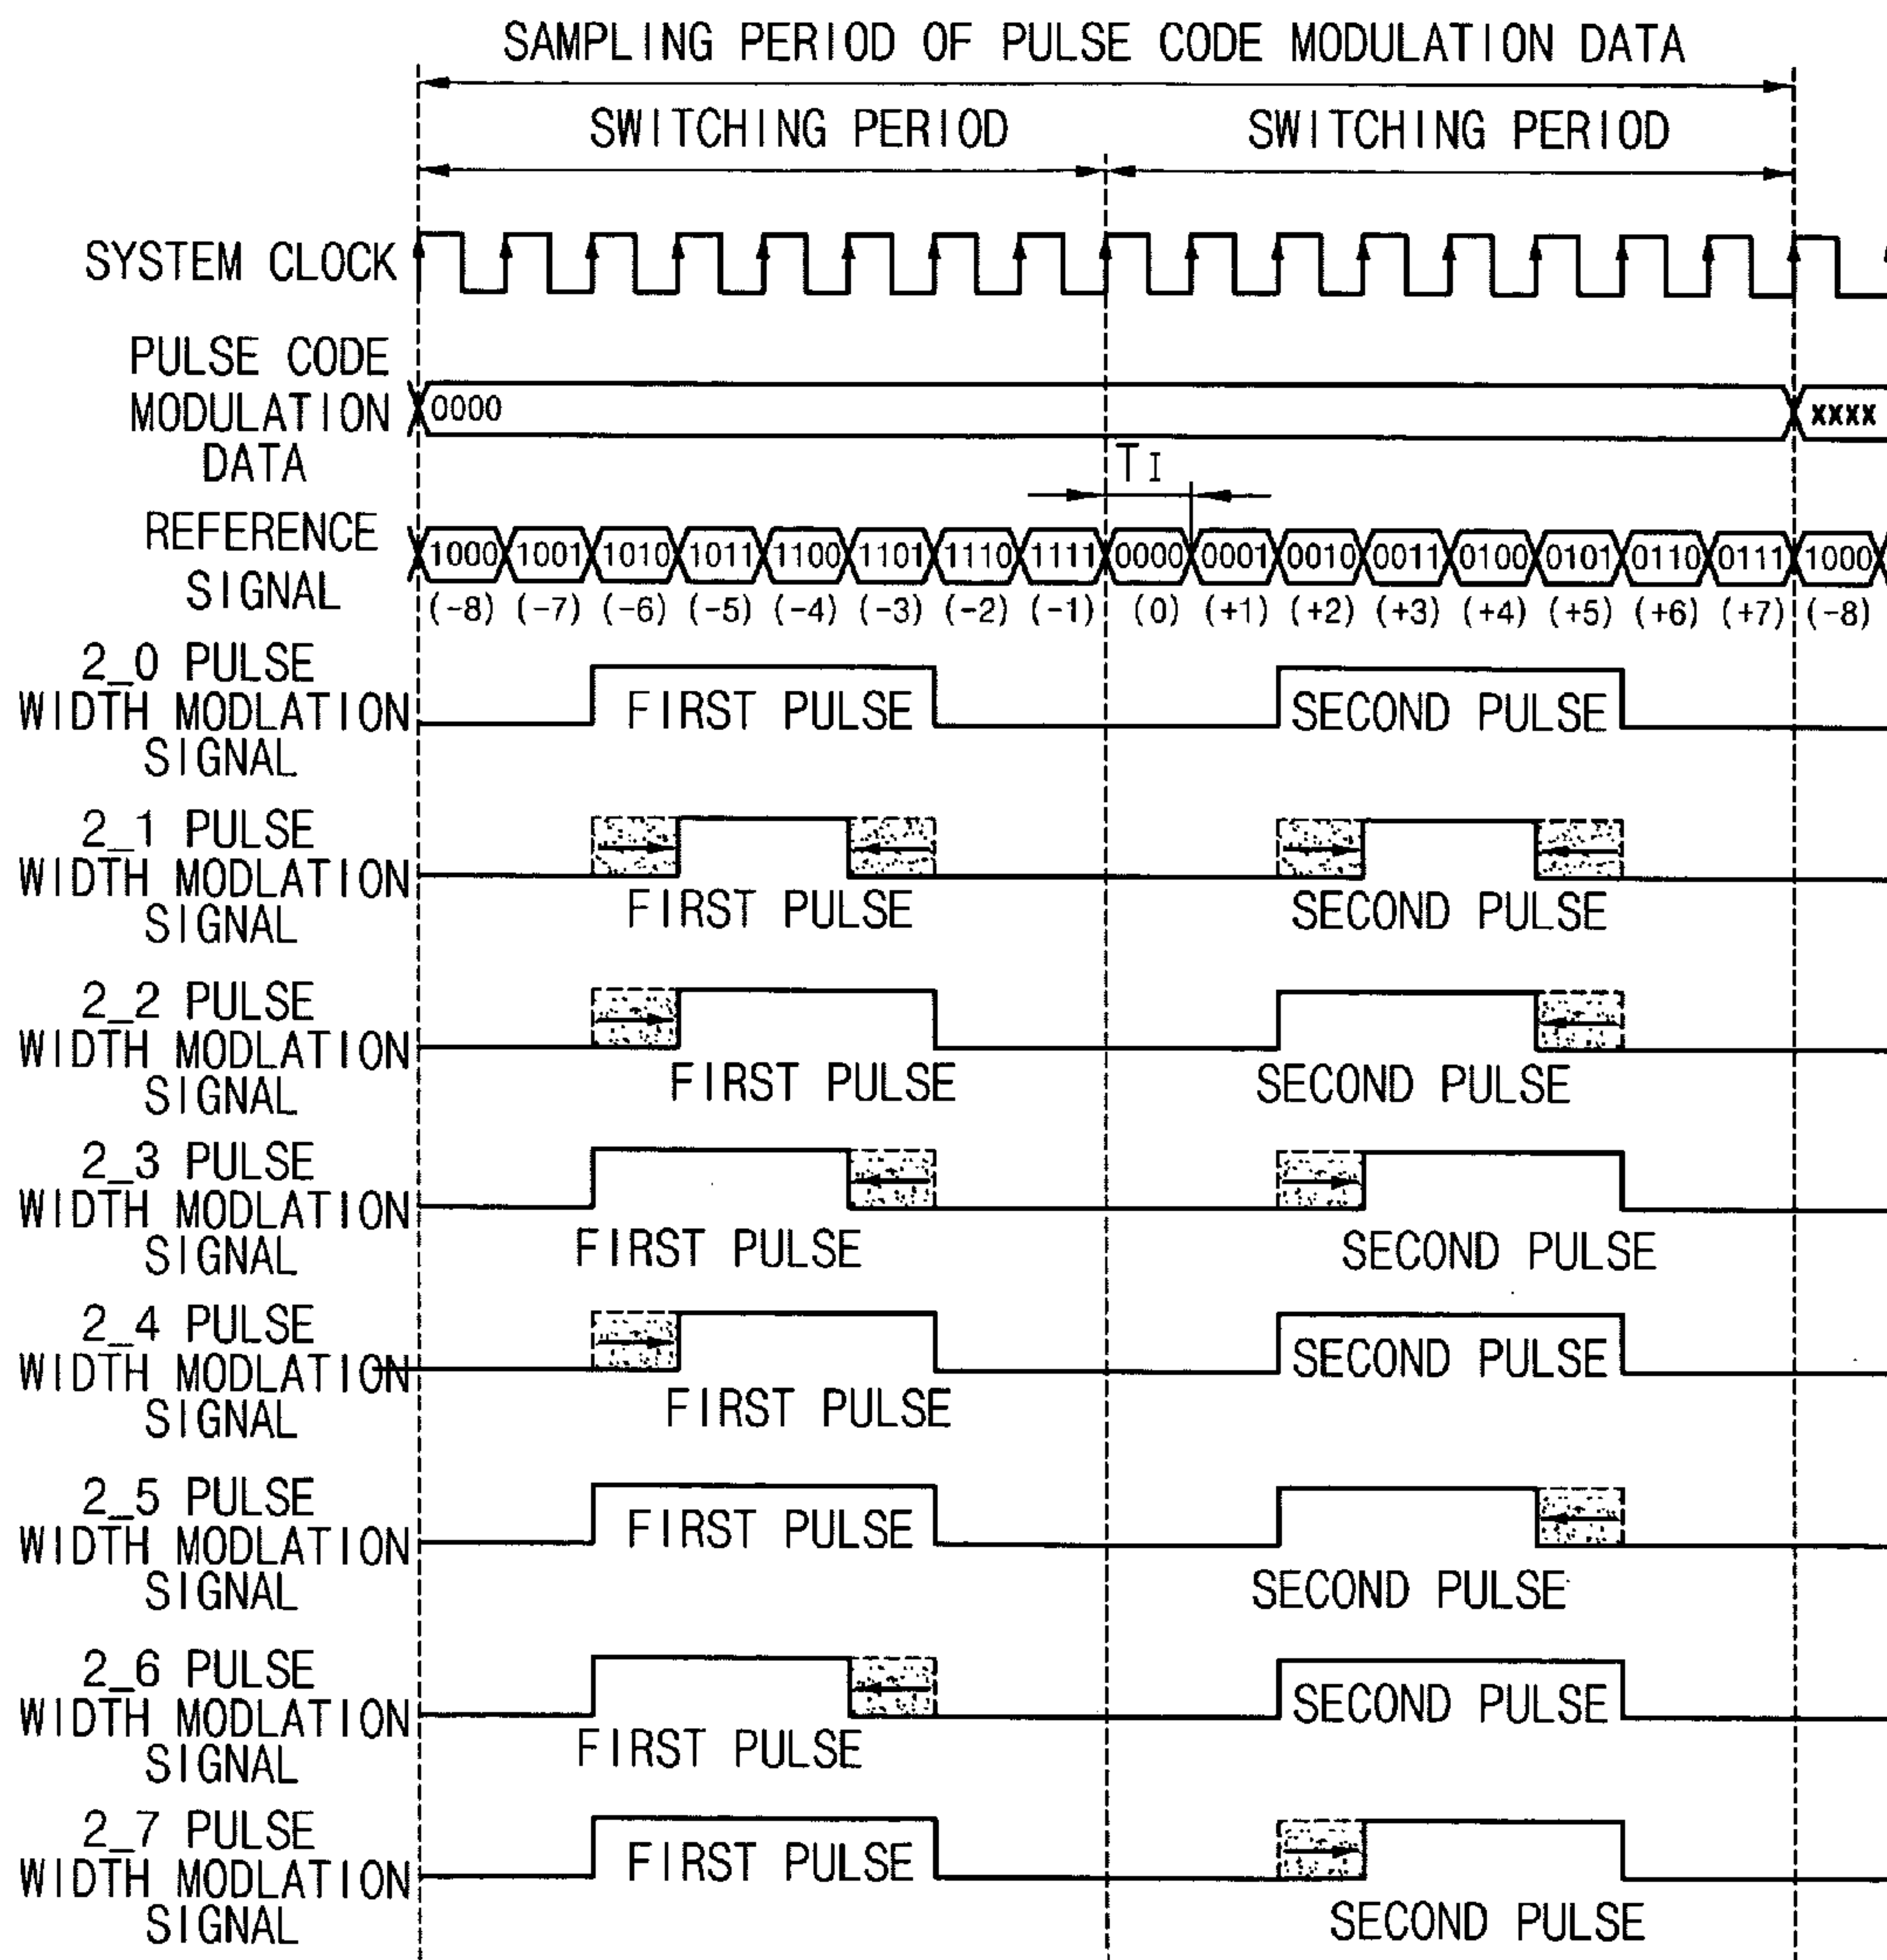 SAMPLING PERIOD OF PULSE CODE MODULATION DATA
SWITCHING PERIOD SWITCHING PERIOD
SYSTEM CLOCK
PULSE CODE
MODULATION
DATA
0000 XXXX
TI
REFERENCE
SIGNAL
1000 1001 1010 1011 1100 1101 1110 1111 0000 0001 0010 0011 0100 0101 0110 0111 1000
(-8) (-7) (-6) (-5) (-4) (-3) (-2) (-1) (0) (+1) (+2) (+3) (+4) (+5) (+6) (+7) (-8)
2_0 PULSE
WIDTH MODLATION
SIGNAL
FIRST PULSE SECOND PULSE
2_1 PULSE
WIDTH MODLATION
SIGNAL
FIRST PULSE SECOND PULSE
2_2 PULSE
WIDTH MODLATION
SIGNAL
FIRST PULSE SECOND PULSE
2_3 PULSE
WIDTH MODLATION
SIGNAL
FIRST PULSE SECOND PULSE
2_4 PULSE
WIDTH MODLATION
SIGNAL
FIRST PULSE SECOND PULSE
2_5 PULSE
WIDTH MODLATION
SIGNAL
FIRST PULSE SECOND PULSE
2_6 PULSE
WIDTH MODLATION
SIGNAL
FIRST PULSE SECOND PULSE
2_7 PULSE
WIDTH MODLATION
SIGNAL
FIRST PULSE SECOND PULSE